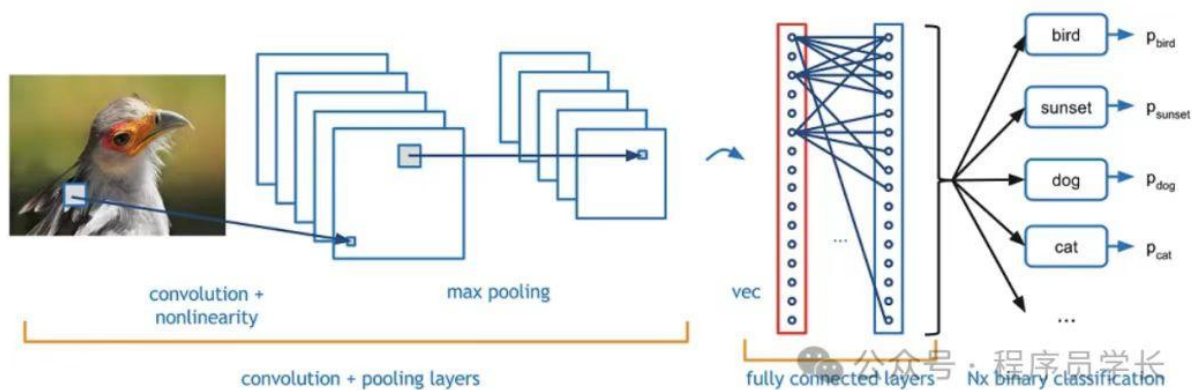 bird
p_bird
sunset
p_sunset
dog
p_dog
cat
p_cat
...
...
convolution +
nonlinearity
max pooling
vec
convolution + pooling layers
fully connected layers
Nx binary classification
公众号 · 程序员学长